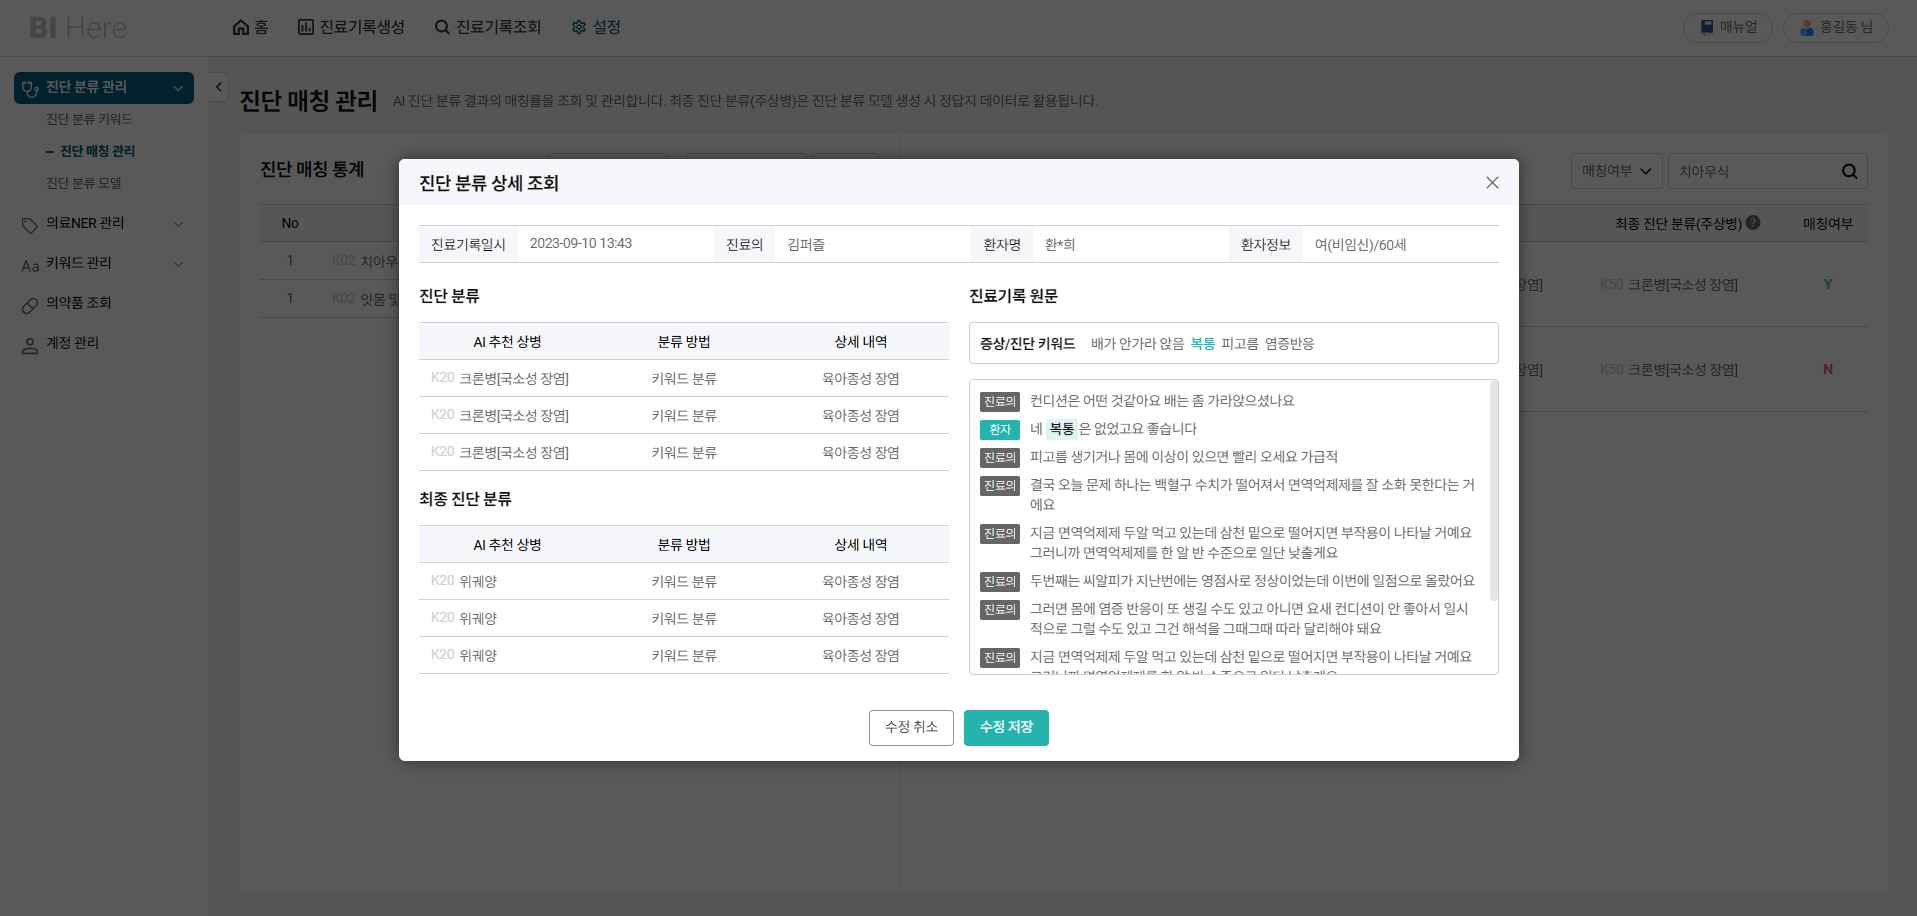 BI Here
홈
진료기록생성
진료기록조회
설정
매뉴얼
홍길동 님
진단 분류 관리
진단 분류 키워드
진단 매칭 관리
진단 분류 모델
의료NER 관리
Aa 키워드 관리
의약품 조회
계정 관리
진단 매칭 관리 AI 진단 분류 결과의 매칭률을 조회 및 관리합니다. 최종 진단 분류(주상병)은 진단 분류 모델 생성 시 정답지 데이터로 활용됩니다.
진단 매칭 통계
매칭여부
치아우식
No
1 K02 치아우
1 K02 잇몸 및
최종 진단 분류(주상병) ? 매칭여부
장염] K50 크론병[국소성 장염] Y
장염] K50 크론병[국소성 장염] N
진단 분류 상세 조회
진료기록일시 2023-09-10 13:43 진료의 김퍼즐 환자명 환*희 환자정보 여(비임신)/60세
진단 분류
AI 추천 상병 분류 방법 상세 내역
K20 크론병[국소성 장염] 키워드 분류 육아종성 장염
K20 크론병[국소성 장염] 키워드 분류 육아종성 장염
K20 크론병[국소성 장염] 키워드 분류 육아종성 장염
최종 진단 분류
AI 추천 상병 분류 방법 상세 내역
K20 위궤양 키워드 분류 육아종성 장염
K20 위궤양 키워드 분류 육아종성 장염
K20 위궤양 키워드 분류 육아종성 장염
진료기록 원문
증상/진단 키워드 배가 안가라 앉음 복통 피고름 염증반응
진료의 컨디션은 어떤 것같아요 배는 좀 가라앉으셨나요
환자 네 복통 은 없었고요 좋습니다
진료의 피고름 생기거나 몸에 이상이 있으면 빨리 오세요 가급적
진료의 결국 오늘 문제 하나는 백혈구 수치가 떨어져서 면역억제제를 잘 소화 못한다는 거
에요
진료의 지금 면역억제제 두알 먹고 있는데 삼천 밑으로 떨어지면 부작용이 나타날 거예요
그러니까 면역억제제를 한 알 반 수준으로 일단 낮출게요
진료의 두번째는 씨알피가 지난번에는 영점사로 정상이었는데 이번에 일점으로 올랐어요
진료의 그러면 몸에 염증 반응이 또 생길 수도 있고 아니면 요새 컨디션이 안 좋아서 일시
적으로 그럴 수도 있고 그건 해석을 그때그때 따라 달리해야 돼요
진료의 지금 면역억제제 두알 먹고 있는데 삼천 밑으로 떨어지면 부작용이 나타날 거예요
수정 취소
수정 저장